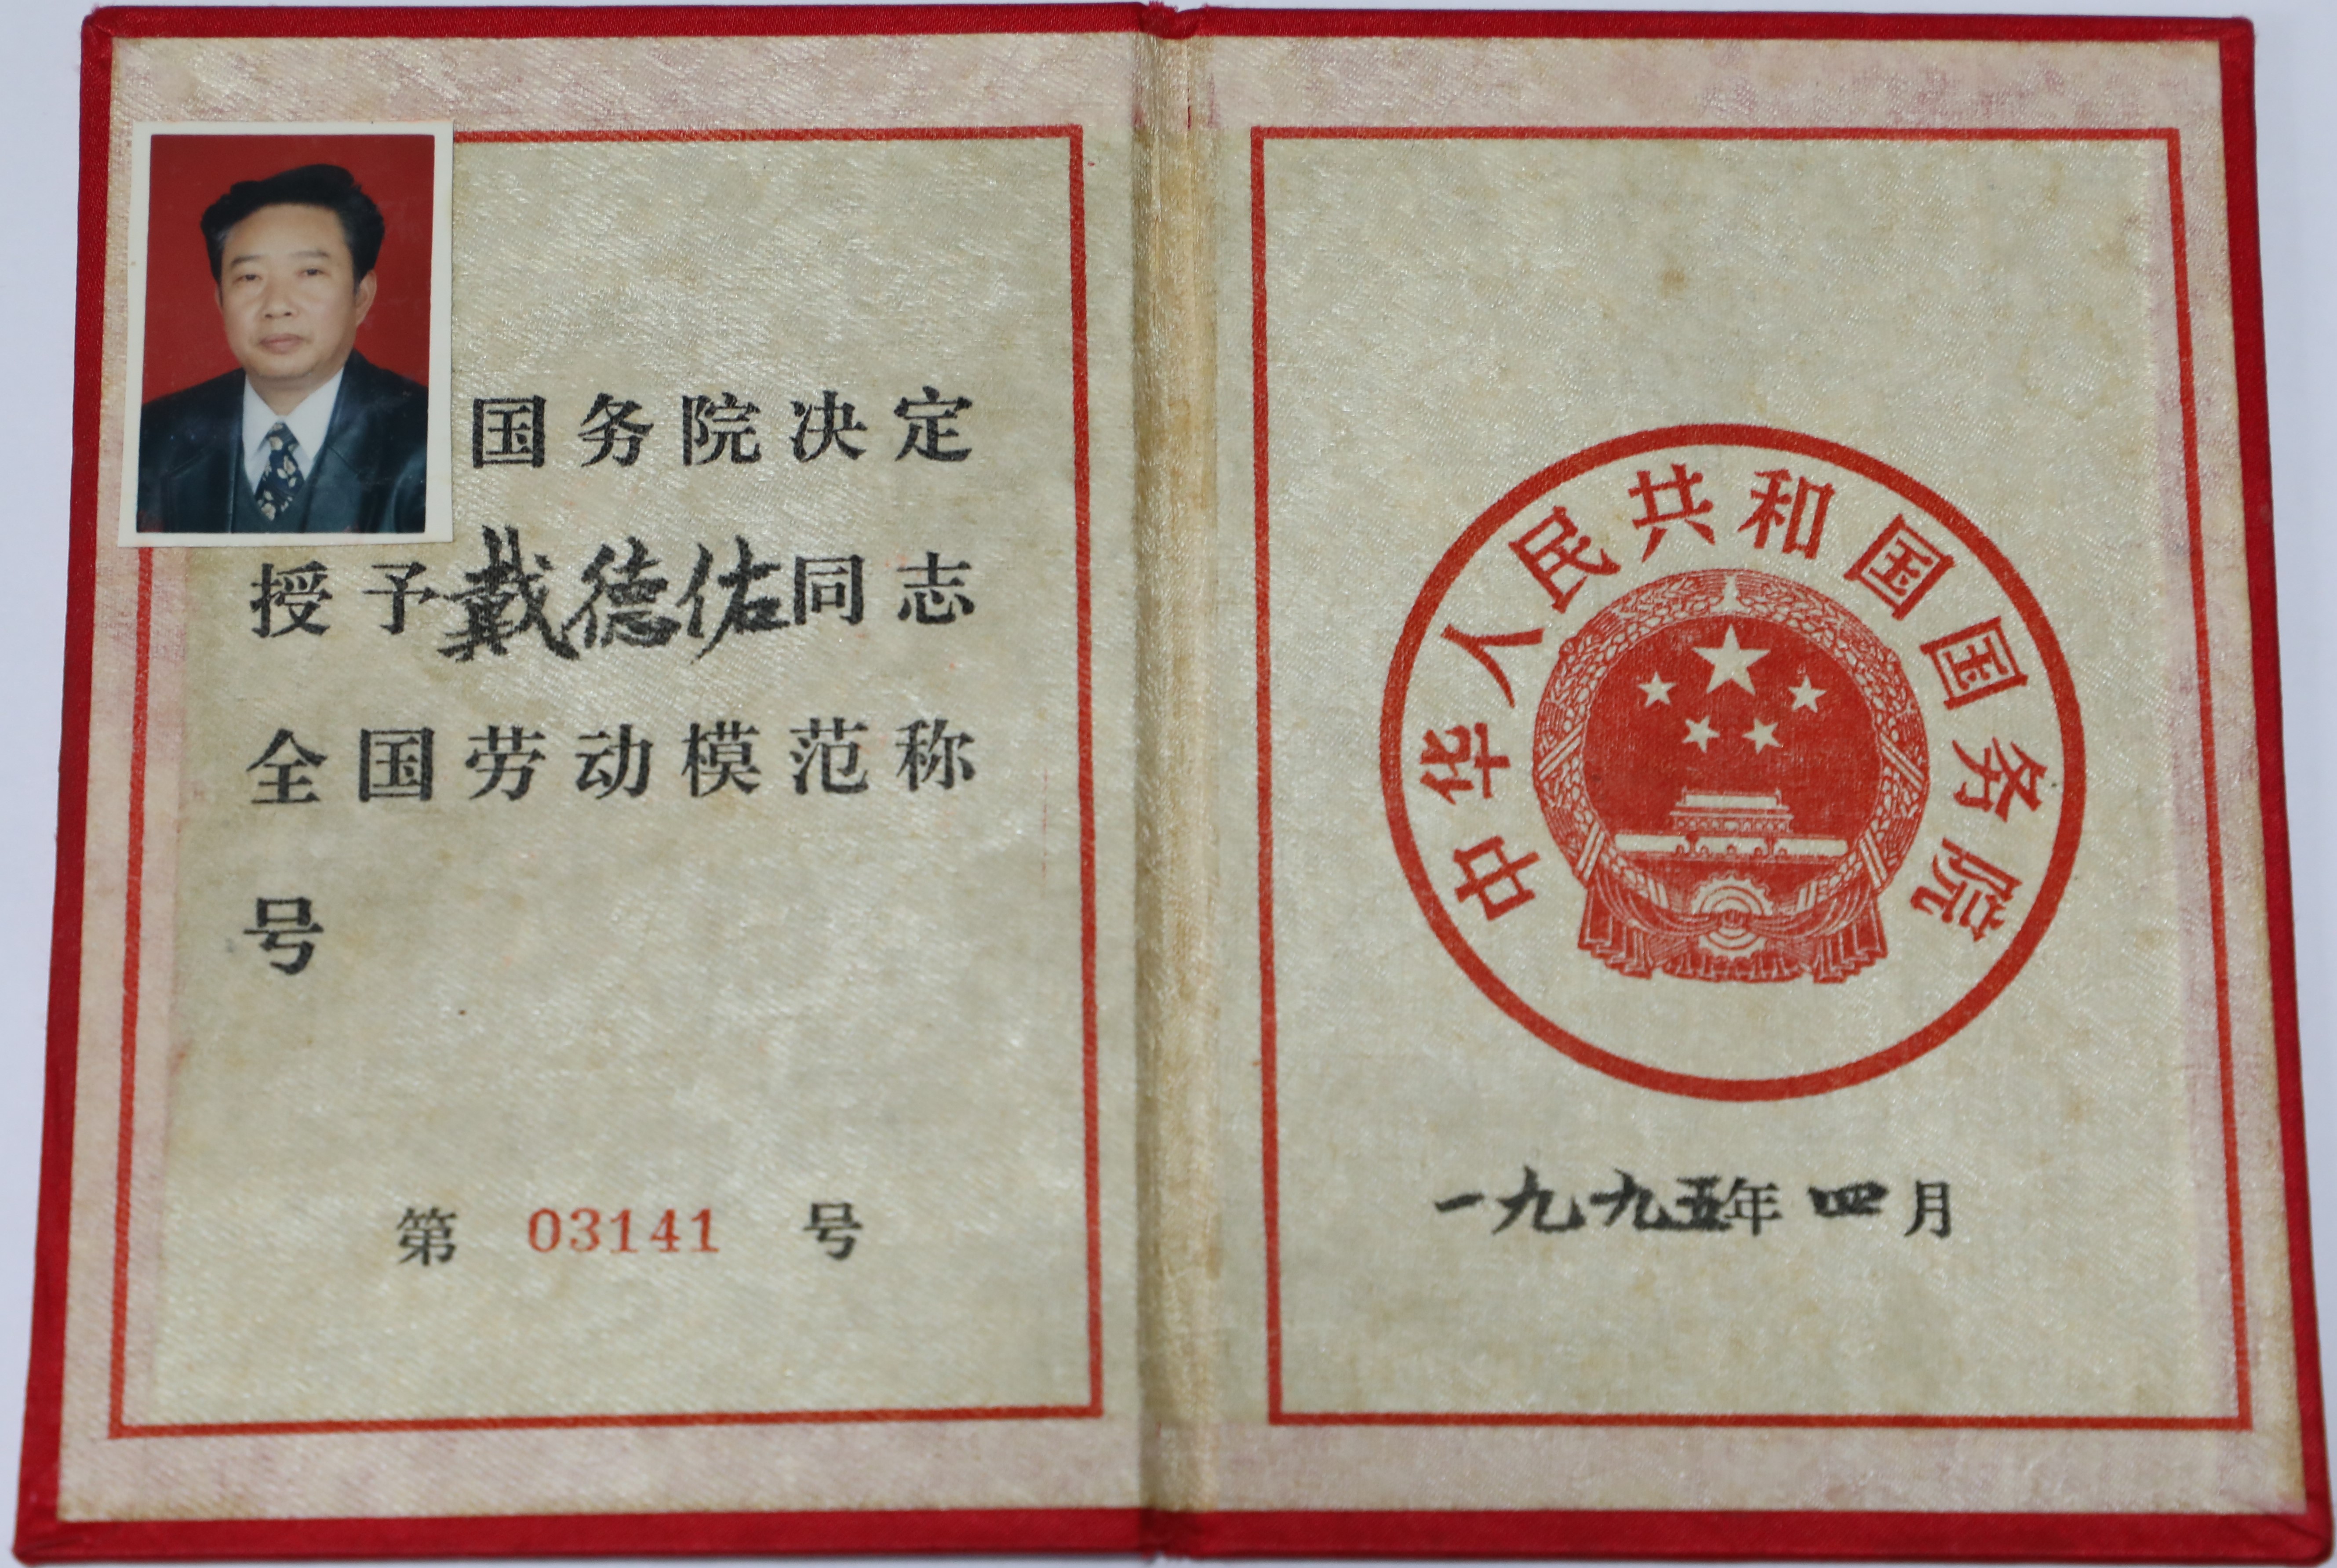 国务院决定
授予戴德佑同志
全国劳动模范称
号
第 03141 号
中华人民共和国国务院
一九九五年四月